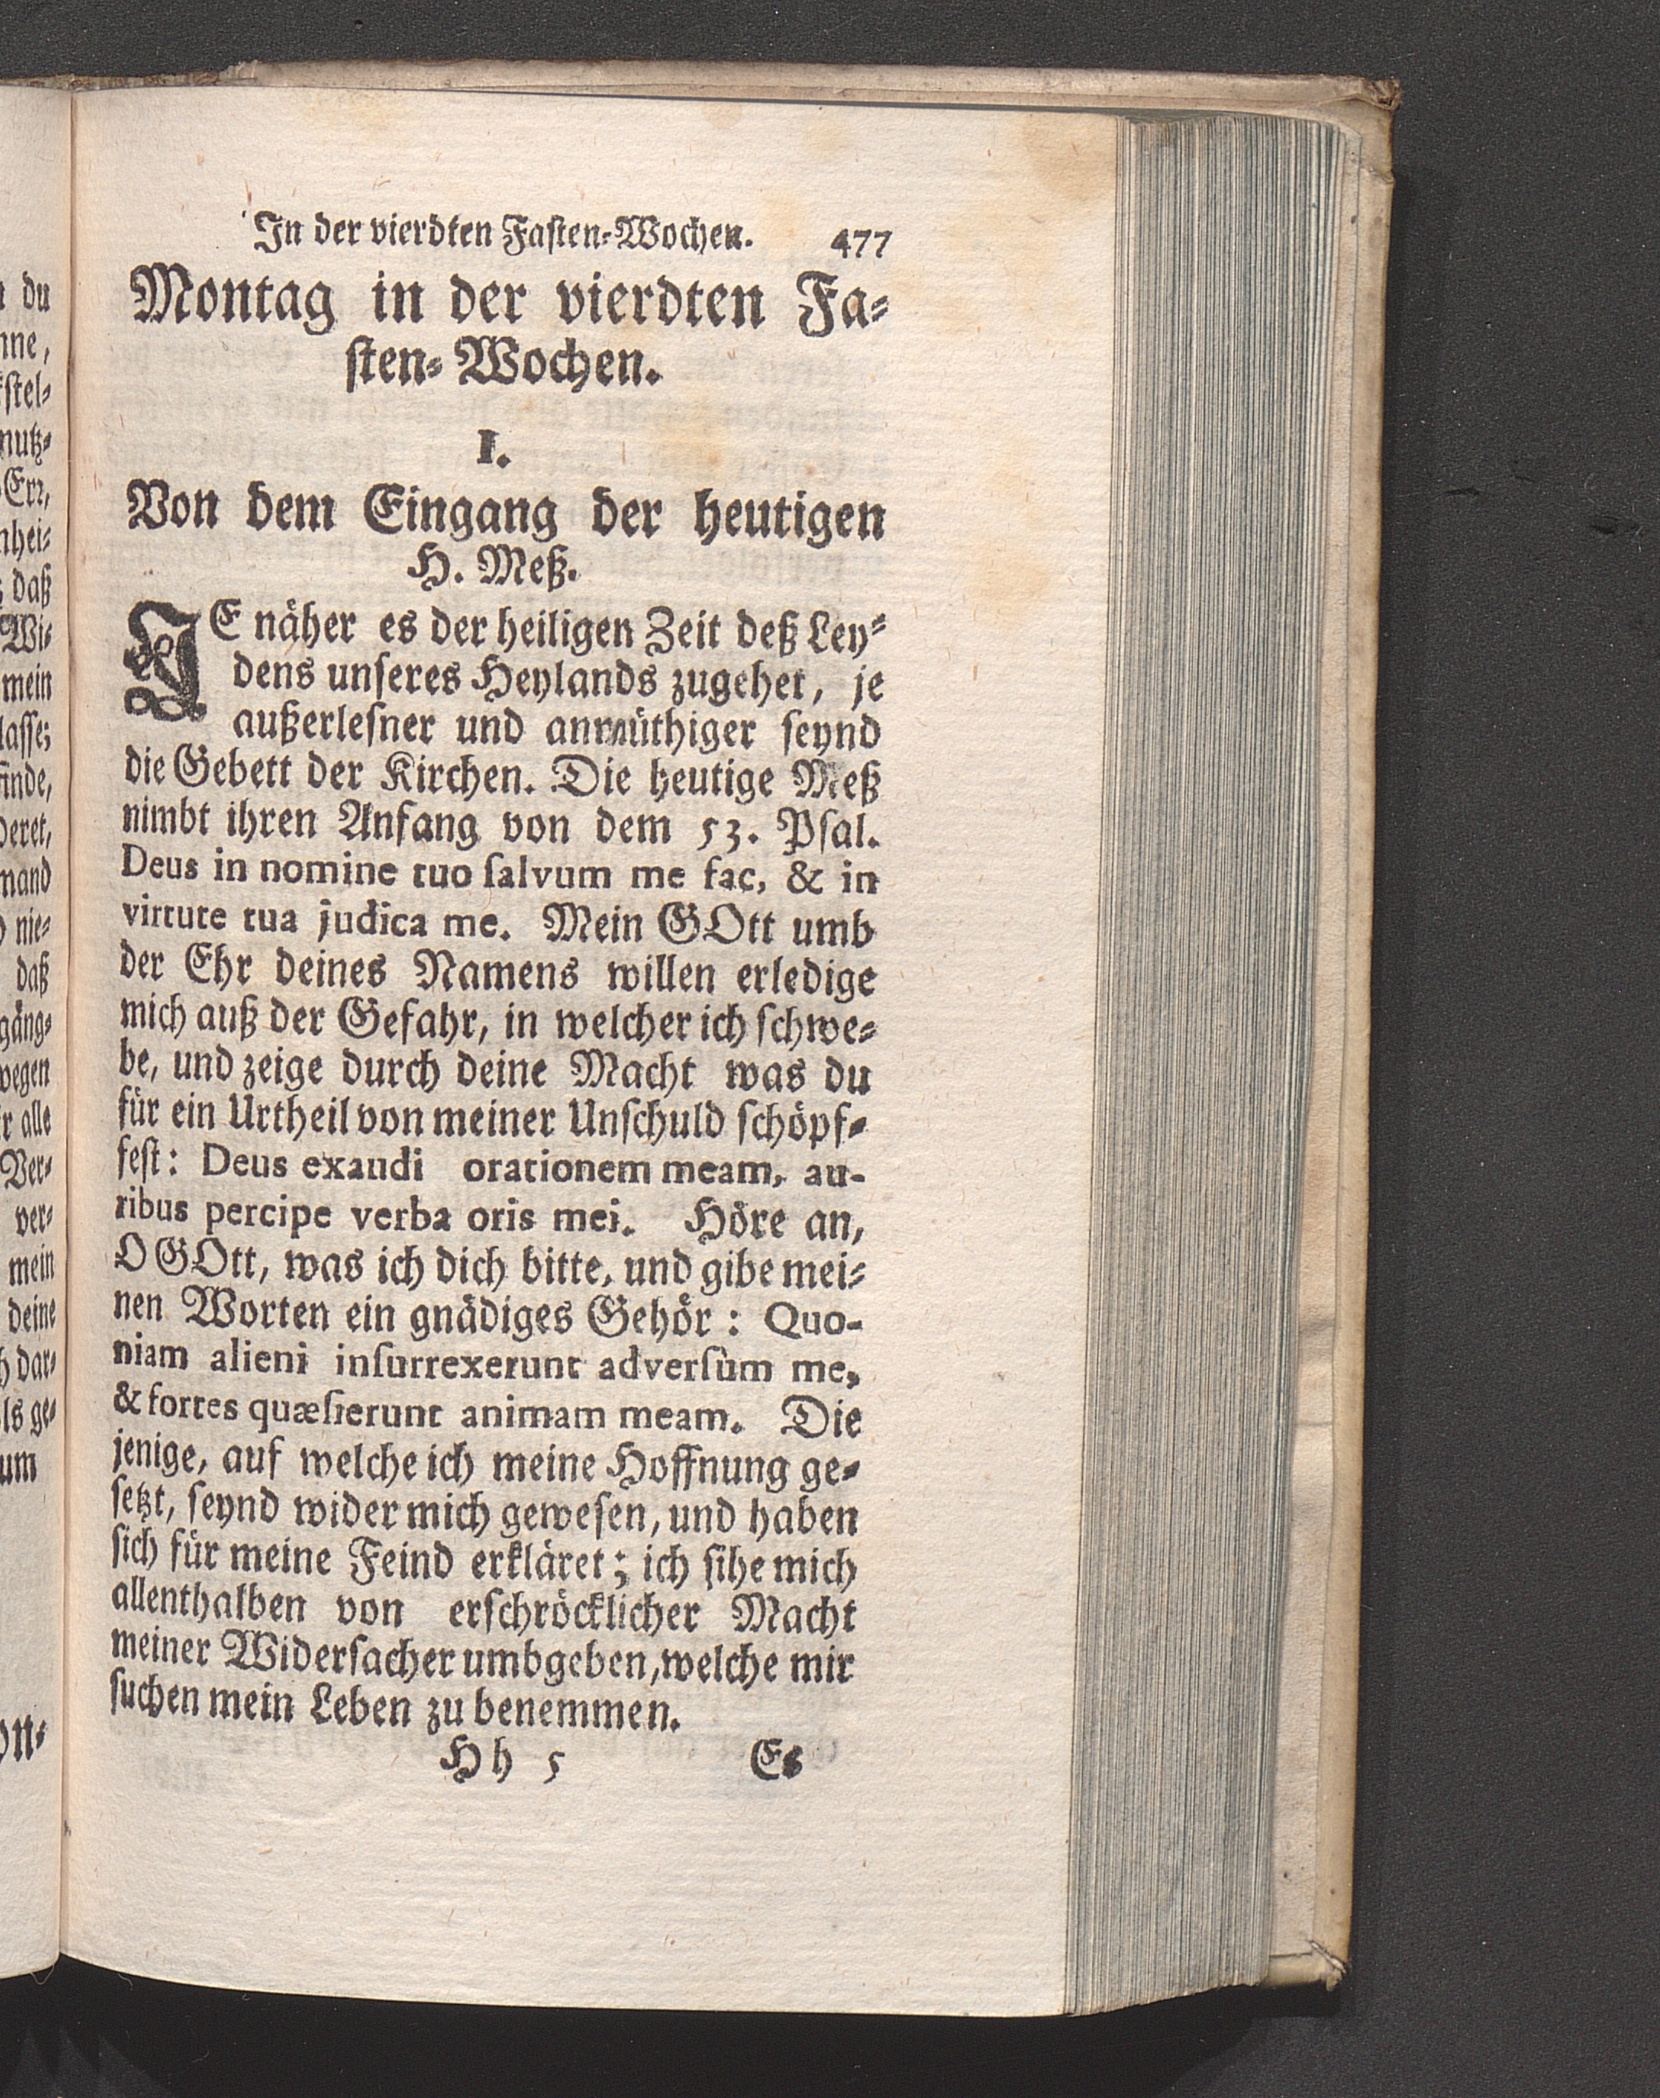 In der vierdten Fasten-Wochen. 477
Montag in der vierdten Fa-
sten-Wochen.
I.
Von dem Eingang der heutigen
H. Meß.
JE näher es der heiligen Zeit deß Ley-
dens unseres Heylands zugehet, je
außerlesner und anmüthiger seynd
die Gebett der Kirchen. Die heutige Meß
nimbt ihren Anfang von dem 53. Psal.
Deus in nomine tuo salvum me fac, & in
virtute tua judica me. Mein GOtt umb
der Ehr deines Namens willen erledige
mich auß der Gefahr, in welcher ich schwe-
be, und zeige durch deine Macht was du
für ein Urtheil von meiner Unschuld schöpf-
fest: Deus exaudi orationem meam, au-
ribus percipe verba oris mei. Höre an,
O GOtt, was ich dich bitte, und gibe mei-
nen Worten ein gnädiges Gehör: Quo-
niam alieni insurrexerunt adversùm me,
& fortes quæsierunt animam meam. Die
jenige, auf welche ich meine Hoffnung ge-
setzt, seynd wider mich gewesen, und haben
sich für meine Feind erkläret; ich sihe mich
allenthalben von erschröcklicher Macht
meiner Widersacher umbgeben, welche mir
suchen mein Leben zu benemmen.
Hh 5 Es